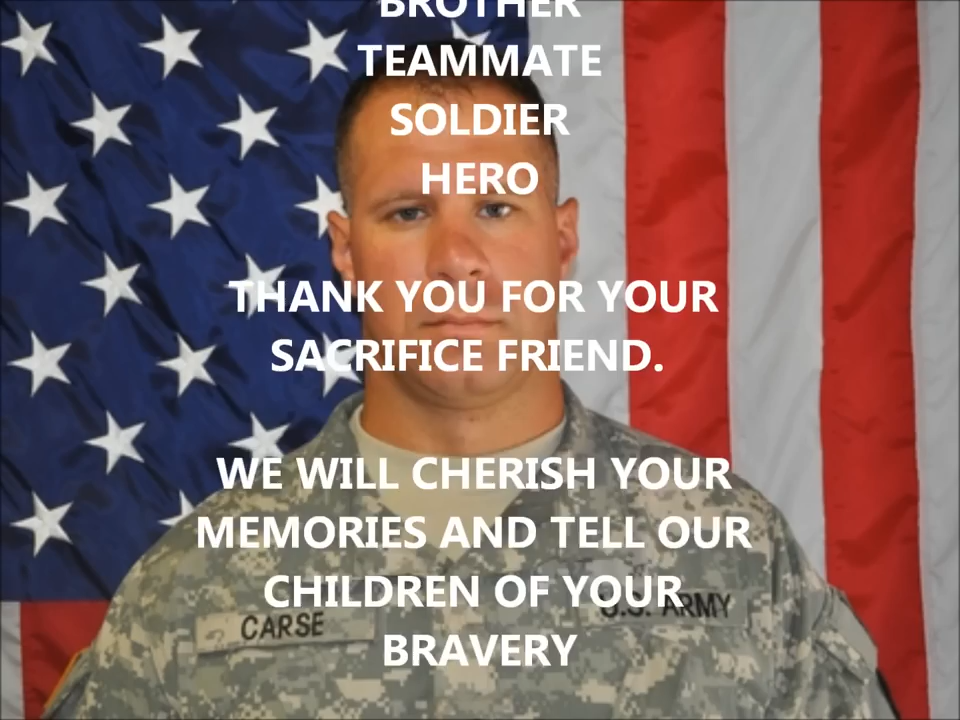 BROTHER
TEAMMATE
SOLDIER
HERO
THANK YOU FOR YOUR
SACRIFICE FRIEND.
WE WILL CHERISH YOUR
MEMORIES AND TELL OUR
CHILDREN OF YOUR
U.S. ARMY
CARSE
BRAVERY